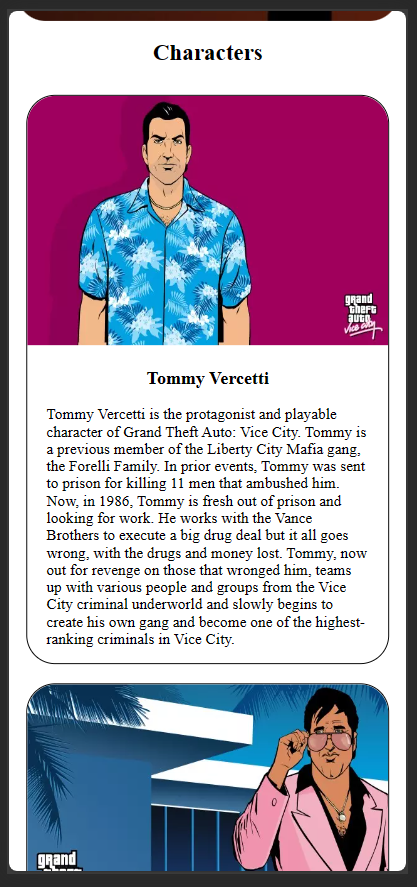 Characters
grand
theft
auto
vice city
Tommy Vercetti
Tommy Vercetti is the protagonist and playable
character of Grand Theft Auto: Vice City. Tommy is
a previous member of the Liberty City Mafia gang,
the Forelli Family. In prior events, Tommy was sent
to prison for killing 11 men that ambushed him.
Now, in 1986, Tommy is fresh out of prison and
looking for work. He works with the Vance
Brothers to execute a big drug deal but it all goes
wrong, with the drugs and money lost. Tommy, now
out for revenge on those that wronged him, teams
up with various people and groups from the Vice
City criminal underworld and slowly begins to
create his own gang and become one of the highest-
ranking criminals in Vice City.
grand